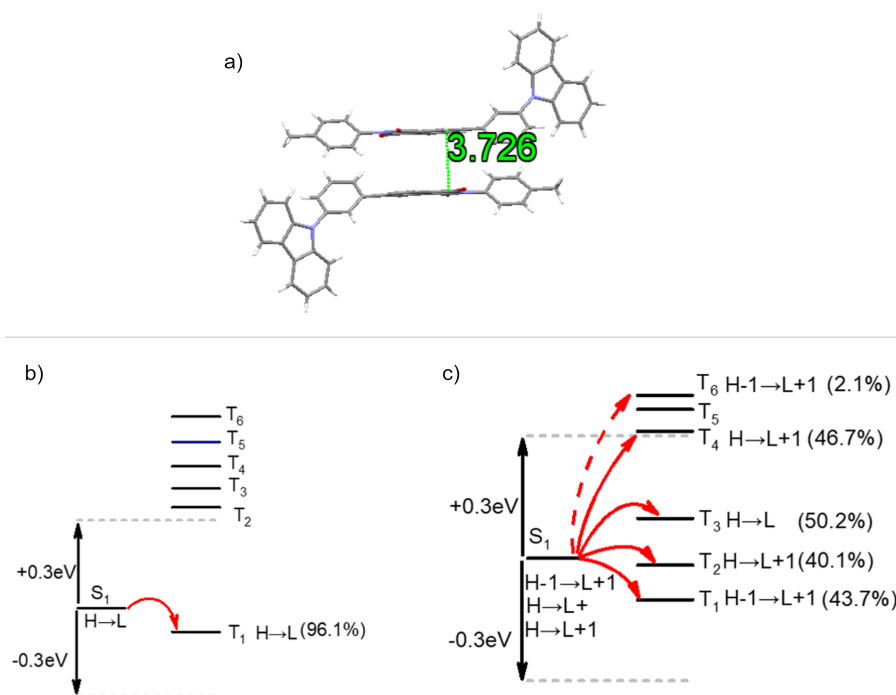 a)
3.726
b)
T6
T5
T4
T3
T2
+0.3eV
S1
H→L
T1 H→L (96.1%)
-0.3eV
c)
T6 H-1→L+1 (2.1%)
T5
T4 H→L+1 (46.7%)
+0.3eV
T3 H→L (50.2%)
S1
T2 H→L+1 (40.1%)
H-1→L+1
T1 H-1→L+1 (43.7%)
H→L+
H→L+1
-0.3eV